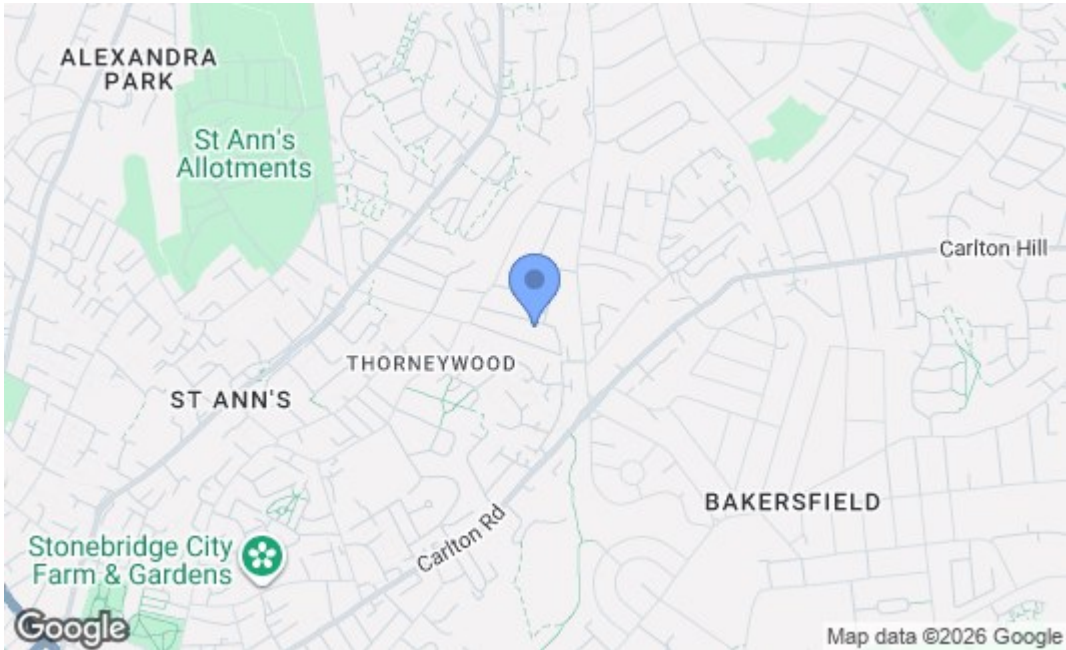 ALEXANDRA
PARK
St Ann's
Allotments
Carlton Hill
THORNEYWOOD
ST ANN'S
BAKERSFIELD
Carlton Rd
Stonebridge City
Farm & Gardens
Google
Map data ©2026 Google